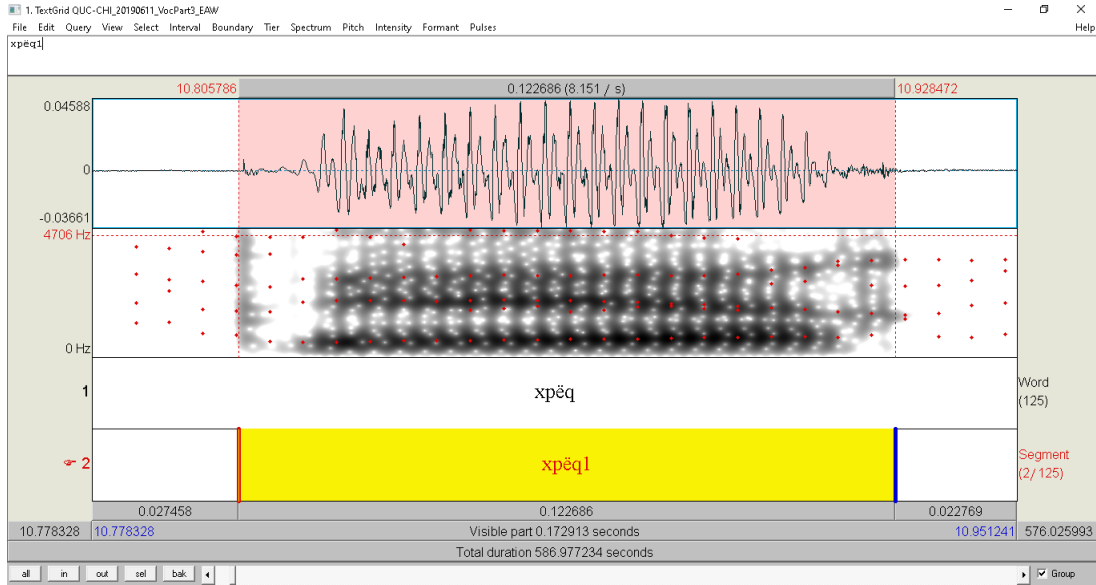 1. TextGrid QUC-CHI_20190611_VocPart3_EAW
File Edit Query View Select Interval Boundary Tier Spectrum Pitch Intensity Formant Pulses Help
xpëq1
10.805786 0.122686 (8.151 / s) 10.928472
0.04588
0
-0.03661
4706 Hz
0 Hz
1 xpëq Word
(125)
2 xpëq1 Segment
(2/125)
0.027458 0.122686 0.022769
10.778328 10.778328 Visible part 0.172913 seconds 10.951241 576.025993
Total duration 586.977234 seconds
all in out sel bak Group